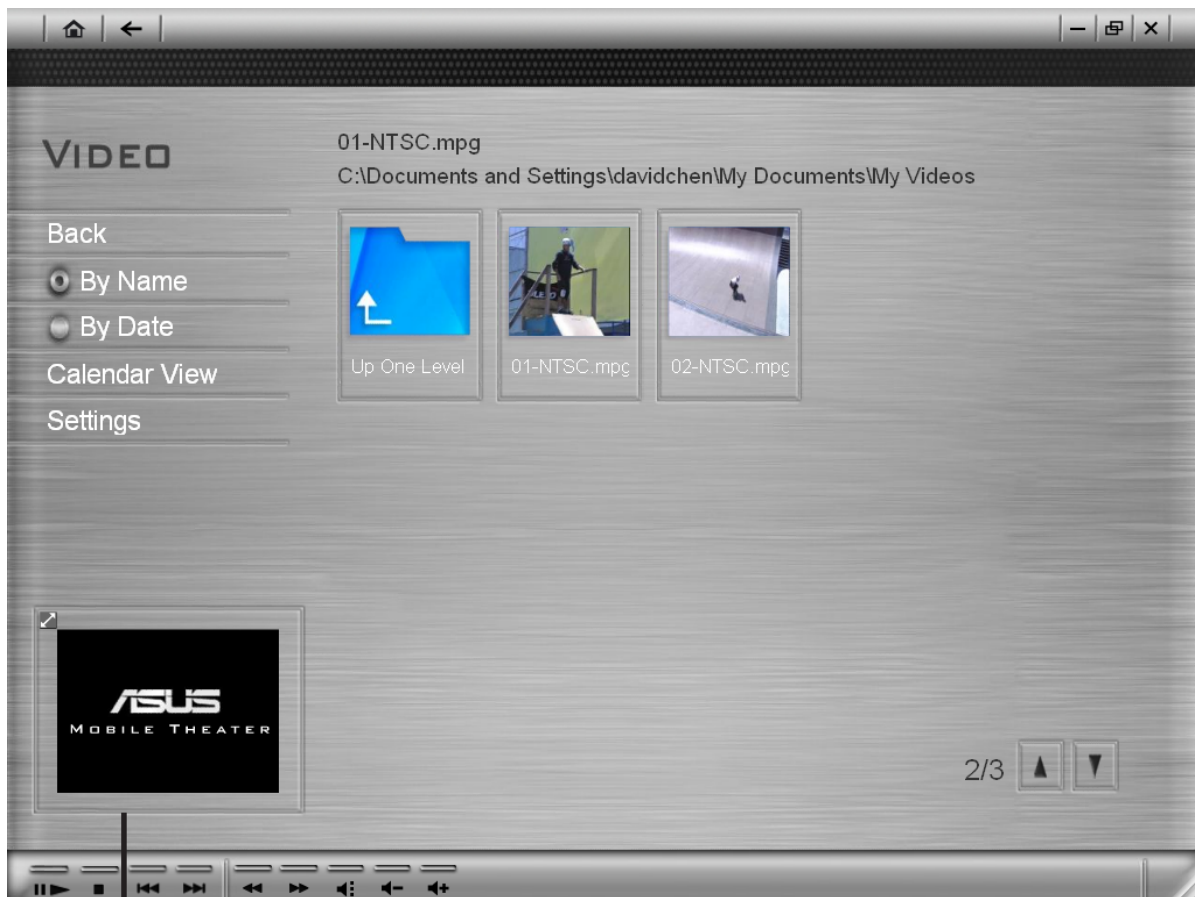 VIDEO
01-NTSC.mpg
C:\Documents and Settings\davidchen\My Documents\My Videos
Back
By Name
By Date
Calendar View
Settings
Up One Level
01-NTSC.mpg
02-NTSC.mpg
ASUS
MOBILE THEATER
2/3